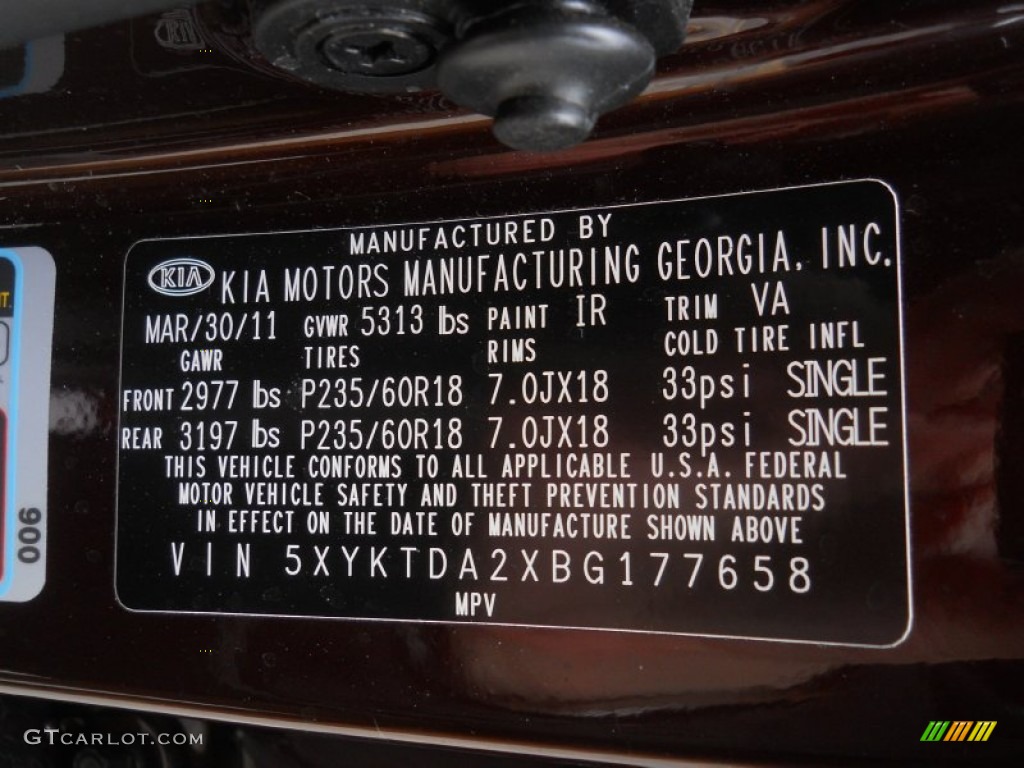 MANUFACTURED BY
KIA KIA MOTORS MANUFACTURING GEORGIA, INC.
MAR/30/11 GVWR 5313 lbs PAINT IR TRIM VA
GAWR TIRES RIMS COLD TIRE INFL
FRONT 2977 lbs P235/60R18 7.0JX18 33psi SINGLE
REAR 3197 lbs P235/60R18 7.0JX18 33psi SINGLE
THIS VEHICLE CONFORMS TO ALL APPLICABLE U.S.A. FEDERAL
MOTOR VEHICLE SAFETY AND THEFT PREVENTION STANDARDS
IN EFFECT ON THE DATE OF MANUFACTURE SHOWN ABOVE
VIN 5XYKTDA2XBG177658
MPV
006
GTCARLOT.COM